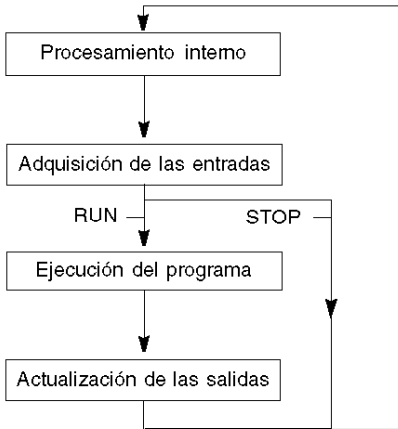 Procesamiento interno
Adquisición de las entradas
RUN
STOP
Ejecución del programa
Actualización de las salidas